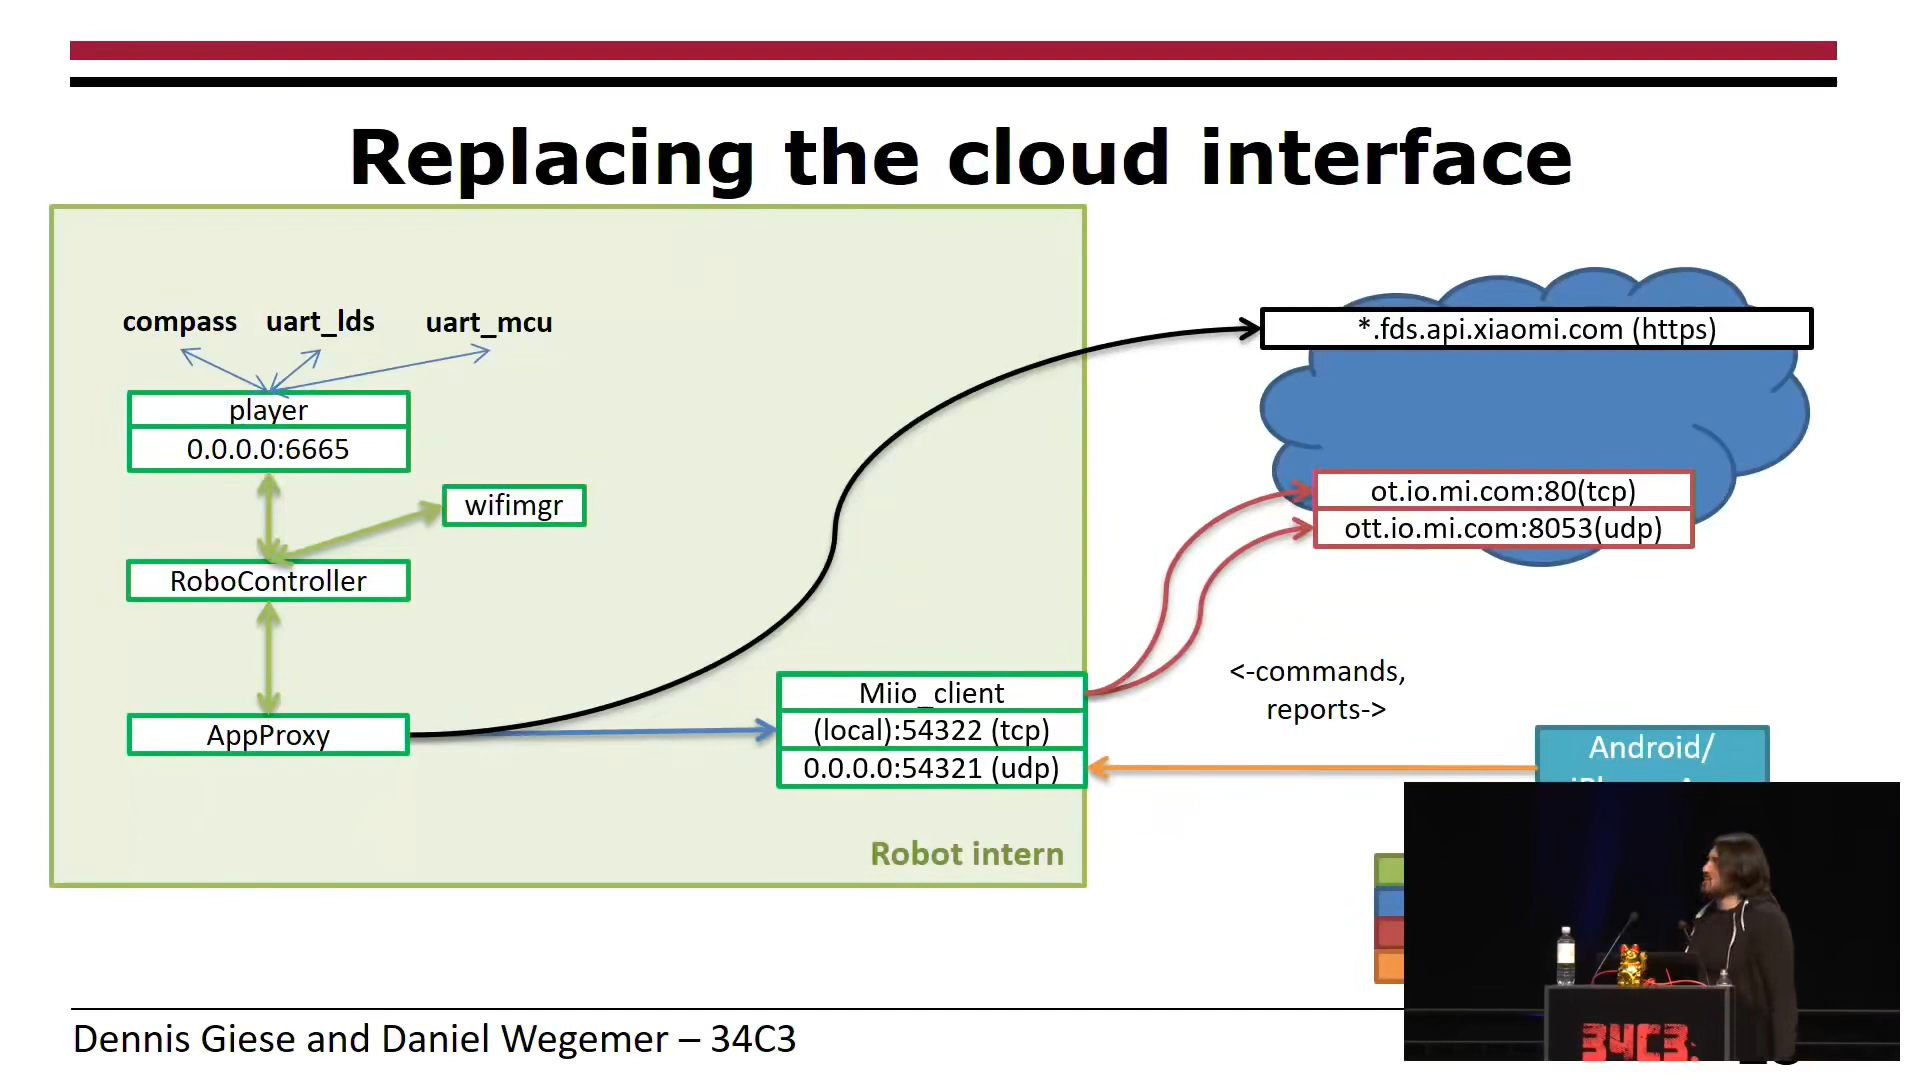 Replacing the cloud interface
compass uart_lds uart_mcu
*.fds.api.xiaomi.com (https)
player
0.0.0.0:6665
wifimgr
ot.io.mi.com:80(tcp)
ott.io.mi.com:8053(udp)
RoboController
<-commands,
reports->
Miio_client
(local):54322 (tcp)
0.0.0.0:54321 (udp)
AppProxy
Android/
Robot intern
Dennis Giese and Daniel Wegemer – 34C3
34C3